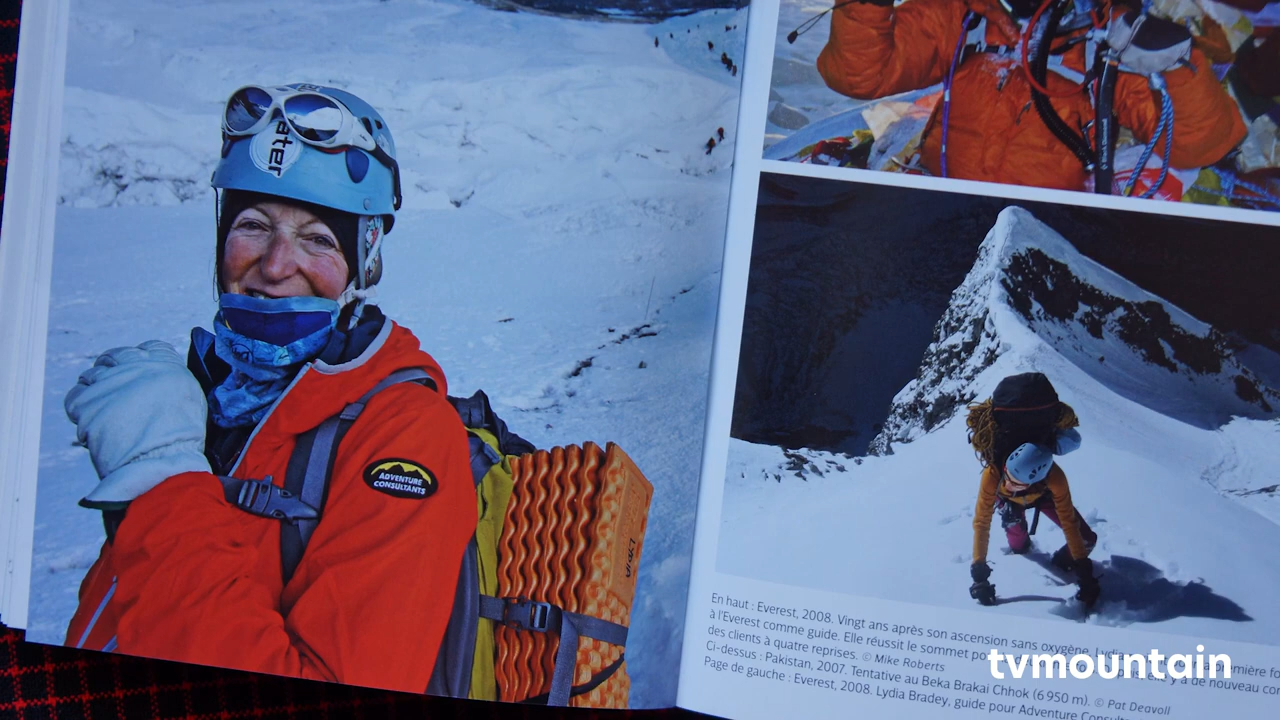 ater
ADVENTURE
CONSULTANTS
Lydia
En haut : Everest, 2008. Vingt ans après son ascension sans oxygène, Lydia
à l'Everest comme guide. Elle réussit le sommet
des clients à quatre reprises. © Mike Roberts
Ci-dessus : Pakistan, 2007. Tentative au Beka Brakai Chhok (6 950 m). © Pat Deavoll
Page de gauche : Everest, 2008. Lydia Bradey, guide pour Adventure
tvmountain